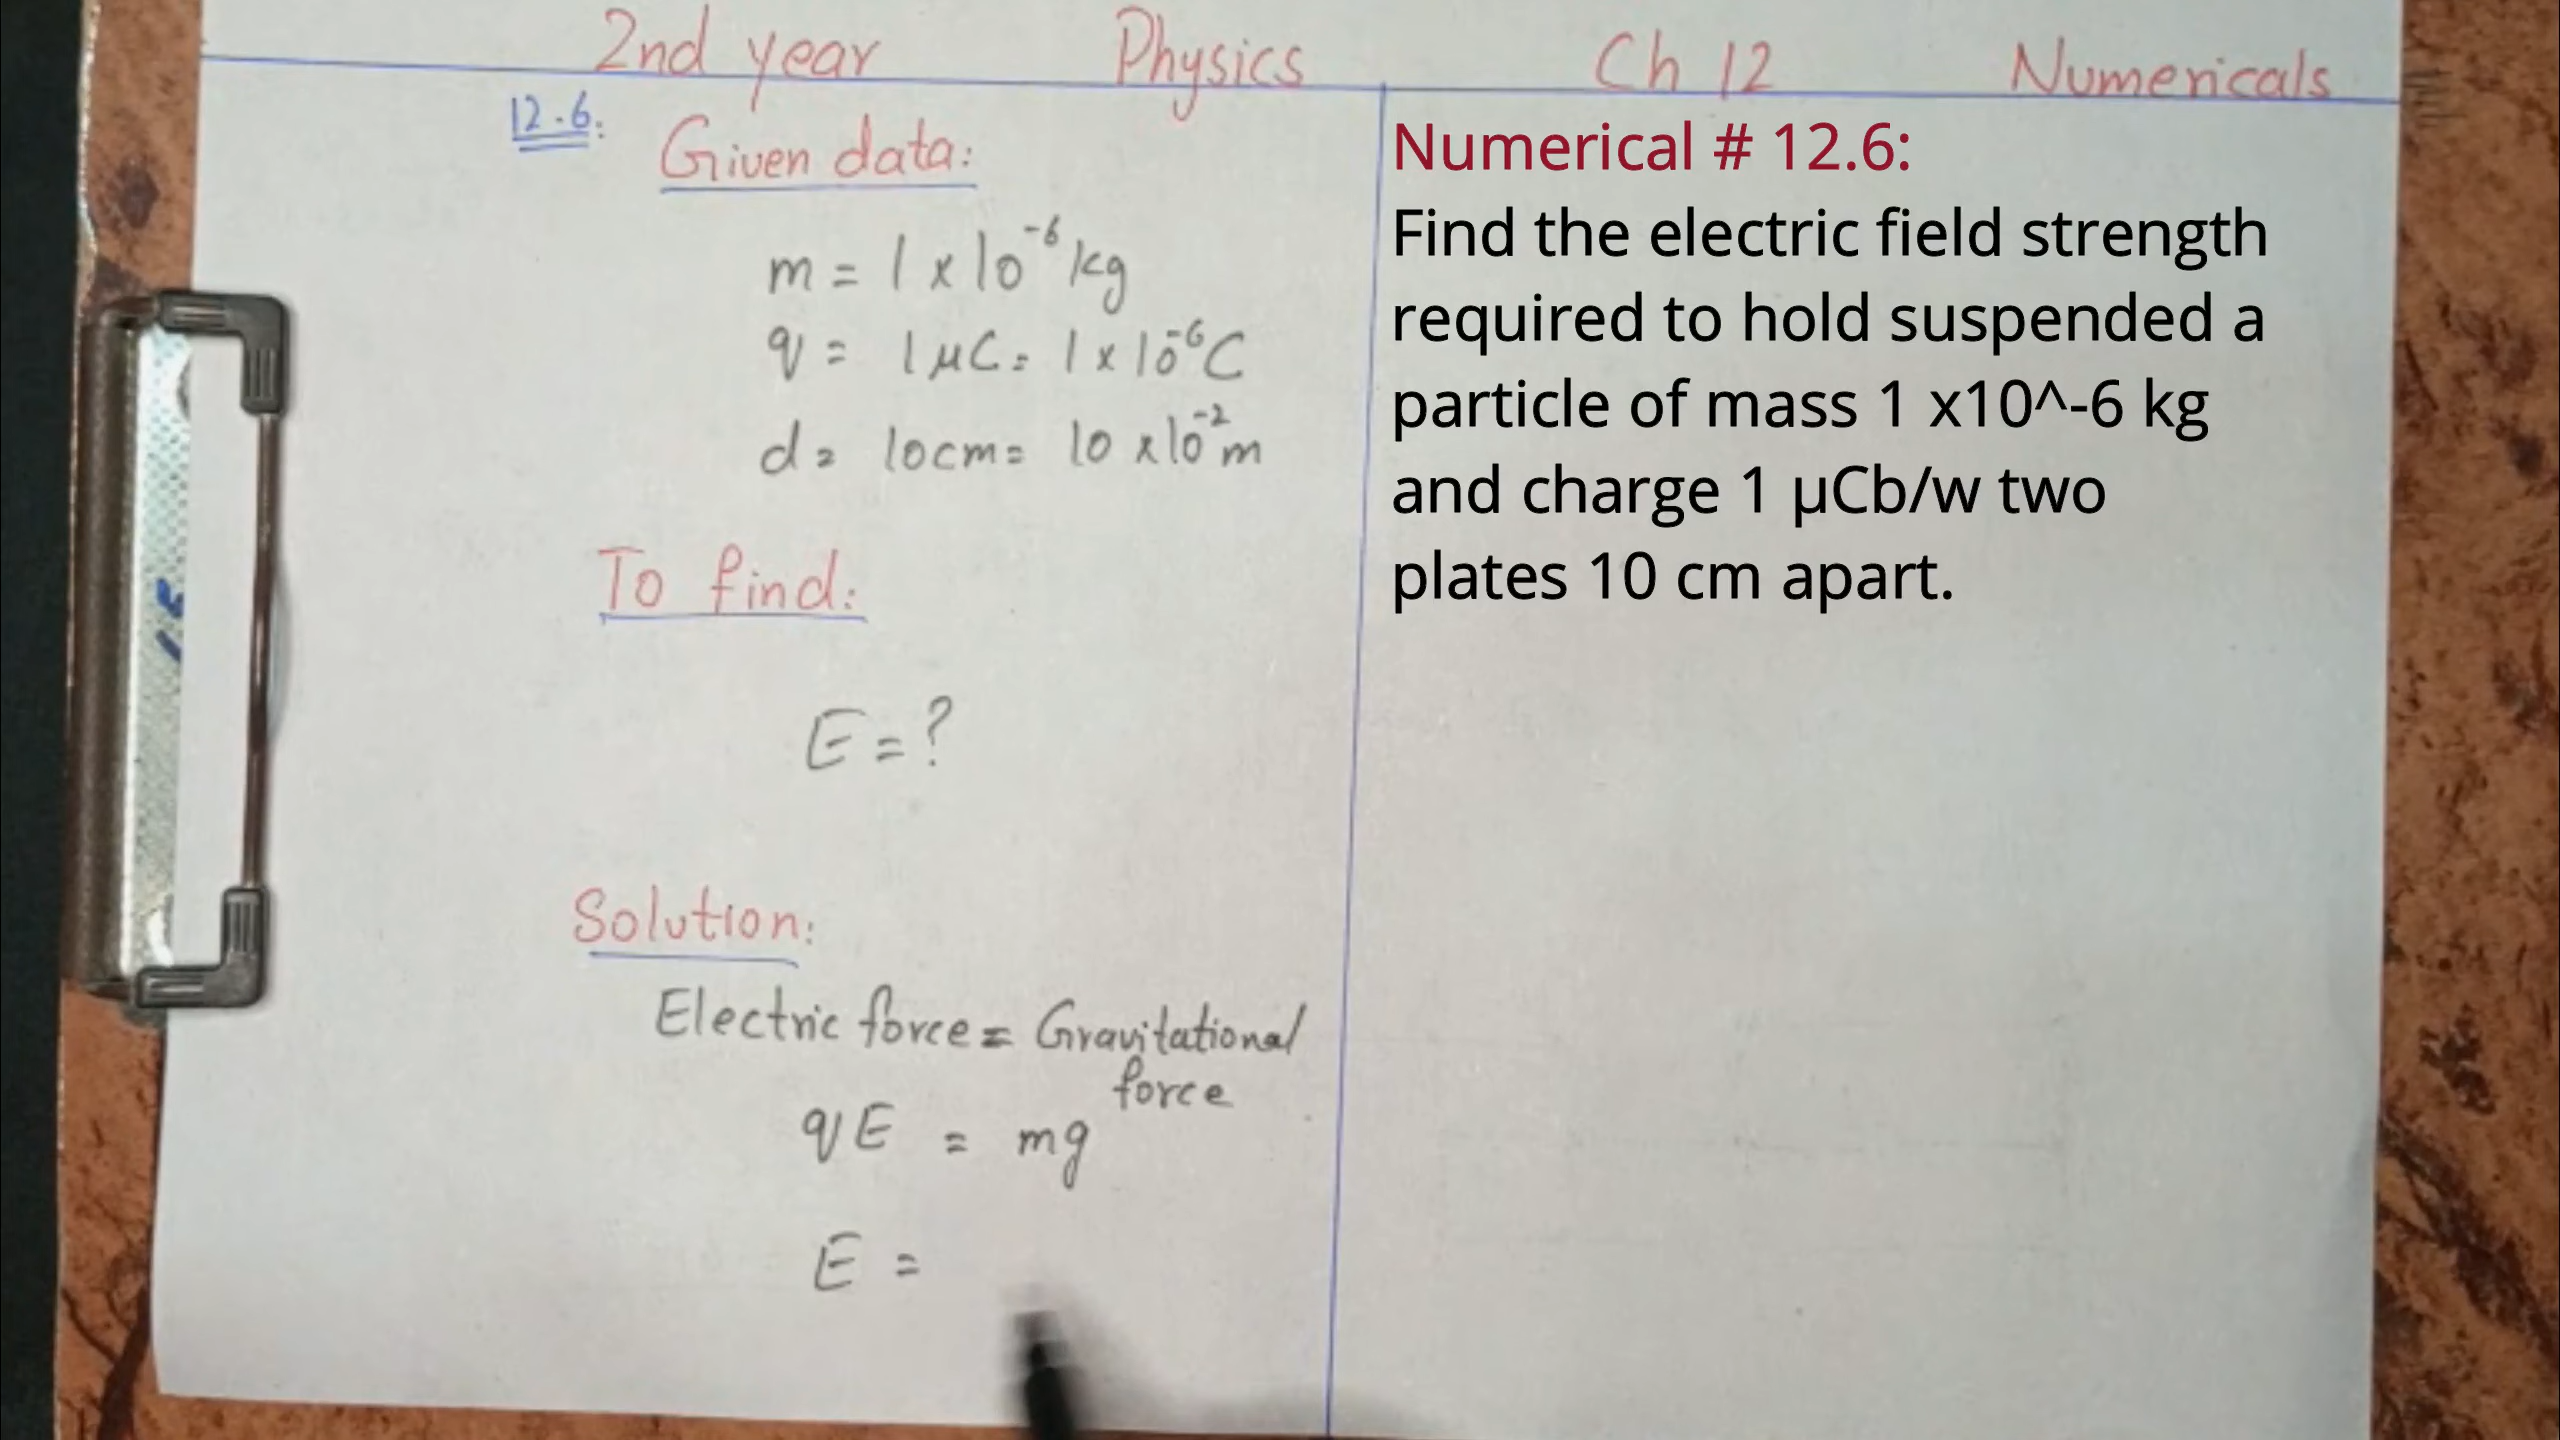 2nd year Physics Ch 12 Numericals
12.6:
Given data:
m = 1 x 10⁻⁶ kg
q = 1 μC = 1 x 10⁻⁶ C
d = 10cm = 10 x 10⁻² m
To find:
E = ?
Solution:
Electric force = Gravitational
force
qE = mg
E =
Numerical # 12.6:
Find the electric field strength
required to hold suspended a
particle of mass 1 x10^-6 kg
and charge 1 μCb/w two
plates 10 cm apart.